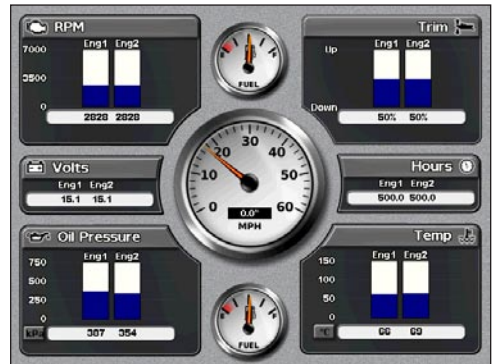 RPM
Eng1 Eng2
7000
3500
0
2828 2828
FUEL
Trim
Eng1 Eng2
Up
Down
50% 50%
Volts
Eng1 Eng2
15.1 15.1
0 10 20 30 40 50 60
0.0°
MPH
Hours
Eng1 Eng2
500.0 500.0
Oil Pressure
Eng1 Eng2
750
500
250
0
kPa
387 354
FUEL
Temp
Eng1 Eng2
150
100
50
0
°C
66 69